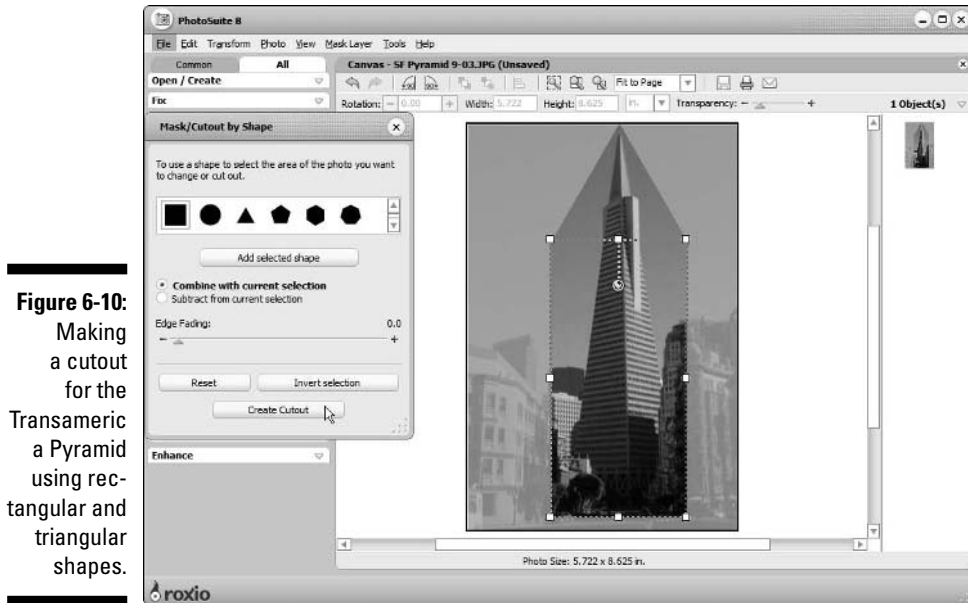 PhotoSuite 8
File Edit Transform Photo View Mask Layer Tools Help
Common All
Canvas - SF Pyramid 9-03.JPG (Unsaved)
Open / Create
Fit to Page
Fix
Rotation: 0.00 Width: 5.722 Height: 8.625 in. Transparency: 1 Object(s)
Mask/Cutout by Shape
To use a shape to select the area of the photo you want
to change or cut out.
Add selected shape
Combine with current selection
Subtract from current selection
Edge Fading: 0.0
Reset Invert selection
Create Cutout
Enhance
Photo Size: 5.722 x 8.625 in.
roxio
Figure 6-10:
Making
a cutout
for the
Transameric
a Pyramid
using rec-
tangular and
triangular
shapes.